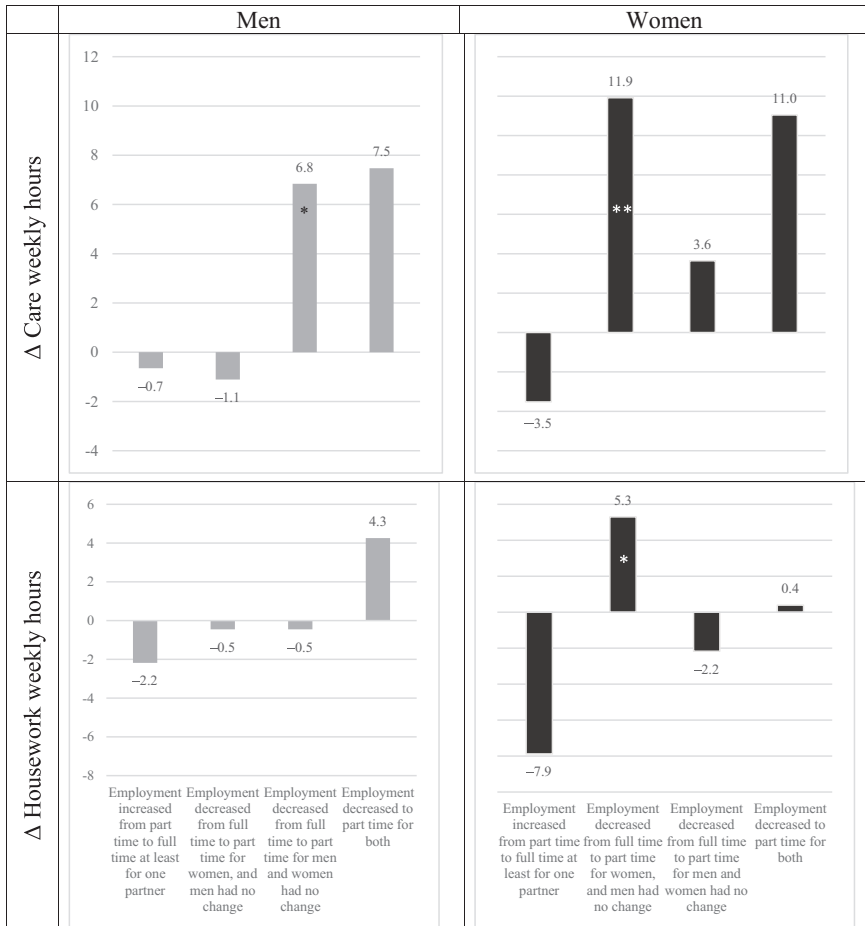 Men
Women
Δ Care weekly hours
12
10
8
6
4
2
0
-2
-4
–0.7
–1.1
6.8
*
7.5
–3.5
11.9
**
3.6
11.0
Δ Housework weekly hours
6
4
2
0
-2
-4
-6
-8
–2.2
–0.5
–0.5
4.3
–7.9
5.3
*
–2.2
0.4
Employment
increased
from part
time to full
time at least
for one
partner
Employment
decreased
from full
time to part
time for
women, and
men had no
change
Employment
decreased
from full
time to part
time for men
and women
had no
change
Employment
decreased to
part time for
both
Employment
increased
from part time
to full time at
least for one
partner
Employment
decreased
from full time
to part time
for women,
and men had
no change
Employment
decreased
from full time
to part time
for men and
women had no
change
Employment
decreased to
part time for
both